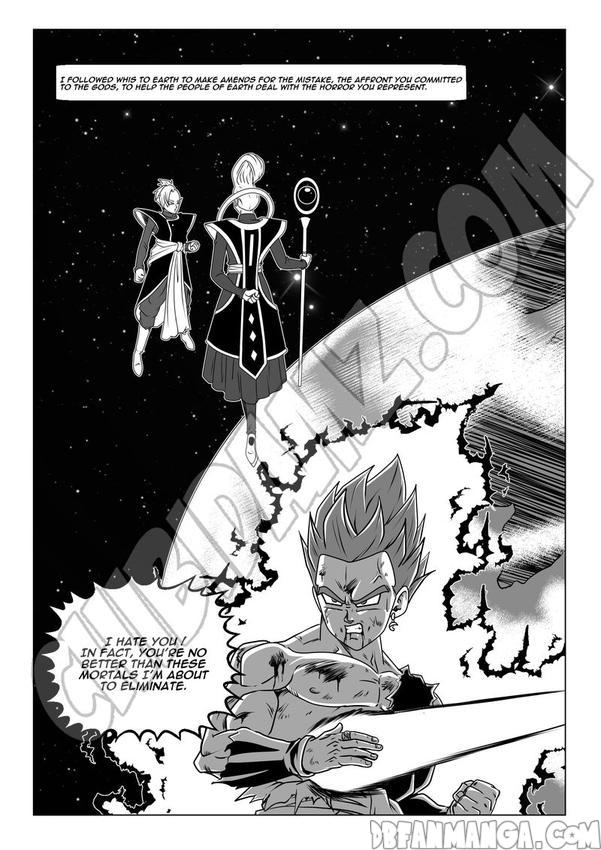 I FOLLOWED WHIS TO EARTH TO MAKE AMENDS FOR THE MISTAKE, THE AFFRONT YOU COMMITTED
TO THE GODS, TO HELP THE PEOPLE OF EARTH DEAL WITH THE HORROR YOU REPRESENT.
I HATE YOU!
IN FACT, YOU'RE NO
BETTER THAN THESE
MORTALS I'M ABOUT
TO ELIMINATE.
DBFANMANGA.COM